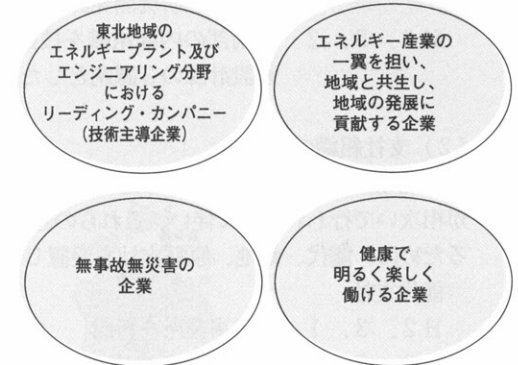 東北地域の
エネルギープラント及び
エンジニアリング分野
における
リーディング・カンパニー
(技術主導企業)
エネルギー産業の
一翼を担い、
地域と共生し、
地域の発展に
貢献する企業
無事故無災害の
企業
健康で
明るく楽しく
働ける企業